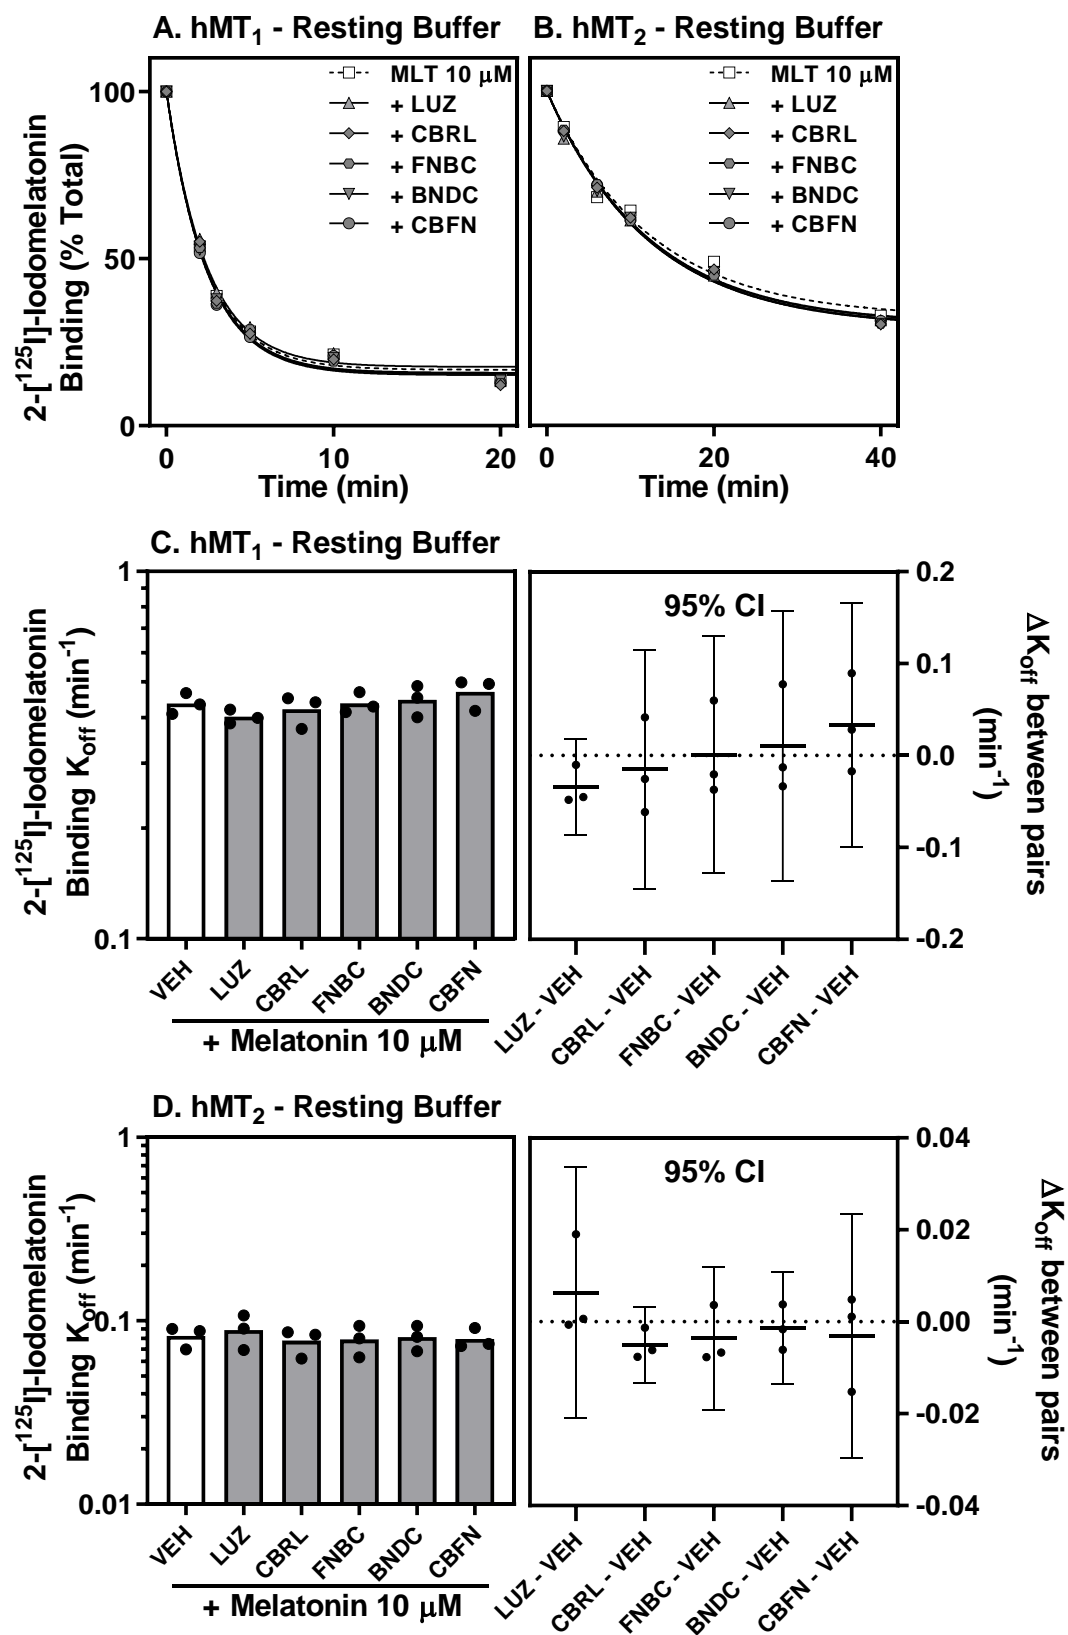 A. hMT1 - Resting Buffer
B. hMT2 - Resting Buffer
2-[125I]-Iodomelatonin
Binding (% Total)
100
50
0
MLT 10 μM
+ LUZ
+ CBRL
+ FNBC
+ BNDC
+ CBFN
MLT 10 μM
+ LUZ
+ CBRL
+ FNBC
+ BNDC
+ CBFN
0
10
20
Time (min)
0
20
40
Time (min)
C. hMT1 - Resting Buffer
2-[125I]-Iodomelatonin
Binding Koff (min-1)
1
0.1
VEH
LUZ
CBRL
FNBC
BNDC
CBFN
+ Melatonin 10 μM
95% CI
0.2
0.1
0.0
-0.1
-0.2
ΔKoff between pairs
(min-1)
LUZ - VEH
CBRL - VEH
FNBC - VEH
BNDC - VEH
CBFN - VEH
D. hMT2 - Resting Buffer
2-[125I]-Iodomelatonin
Binding Koff (min-1)
1
0.1
0.01
VEH
LUZ
CBRL
FNBC
BNDC
CBFN
+ Melatonin 10 μM
95% CI
0.04
0.02
0.00
-0.02
-0.04
ΔKoff between pairs
(min-1)
LUZ - VEH
CBRL - VEH
FNBC - VEH
BNDC - VEH
CBFN - VEH